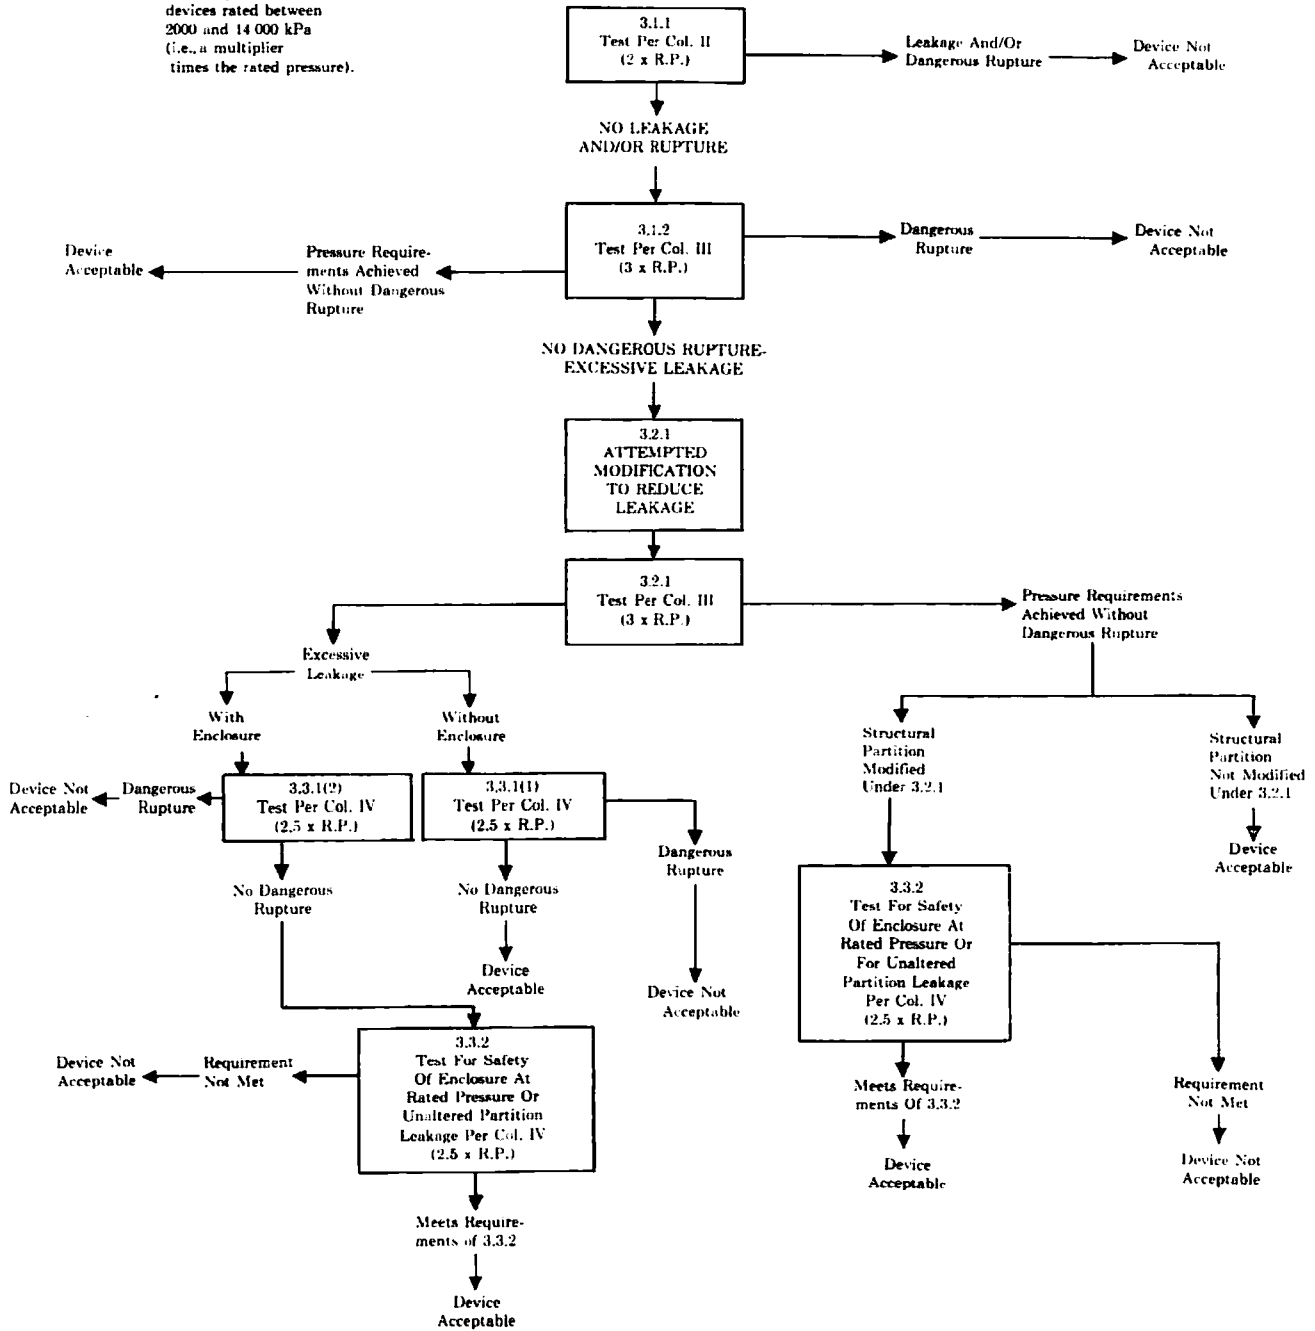 devices rated between
2000 and 14 000 kPa
(i.e., a multiplier
times the rated pressure).
3.1.1
Test Per Col. II
(2 x R.P.)
Leakage And/Or
Dangerous Rupture
Device Not
Acceptable
NO LEAKAGE
AND/OR RUPTURE
3.1.2
Test Per Col. III
(3 x R.P.)
Dangerous
Rupture
Device Not
Acceptable
Device
Acceptable
Pressure Require-
ments Achieved
Without Dangerous
Rupture
NO DANGEROUS RUPTURE-
EXCESSIVE LEAKAGE
3.2.1
ATTEMPTED
MODIFICATION
TO REDUCE
LEAKAGE
3.2.1
Test Per Col. III
(3 x R.P.)
Pressure Requirements
Achieved Without
Dangerous Rupture
Excessive
Leakage
With
Enclosure
Without
Enclosure
Structural
Partition
Modified
Under 3.2.1
Structural
Partition
Not Modified
Under 3.2.1
Device Not
Acceptable
Dangerous
Rupture
3.3.1(2)
Test Per Col. IV
(2.5 x R.P.)
3.3.1(1)
Test Per Col. IV
(2.5 x R.P.)
Dangerous
Rupture
Device
Acceptable
No Dangerous
Rupture
No Dangerous
Rupture
3.3.2
Test For Safety
Of Enclosure At
Rated Pressure Or
For Unaltered
Partition Leakage
Per Col. IV
(2.5 x R.P.)
Device
Acceptable
Device Not
Acceptable
3.3.2
Test For Safety
Of Enclosure At
Rated Pressure Or
Unaltered Partition
Leakage Per Col. IV
(2.5 x R.P.)
Device Not
Acceptable
Requirement
Not Met
Meets Require-
ments Of 3.3.2
Requirement
Not Met
Device
Acceptable
Device Not
Acceptable
Meets Require-
ments of 3.3.2
Device
Acceptable